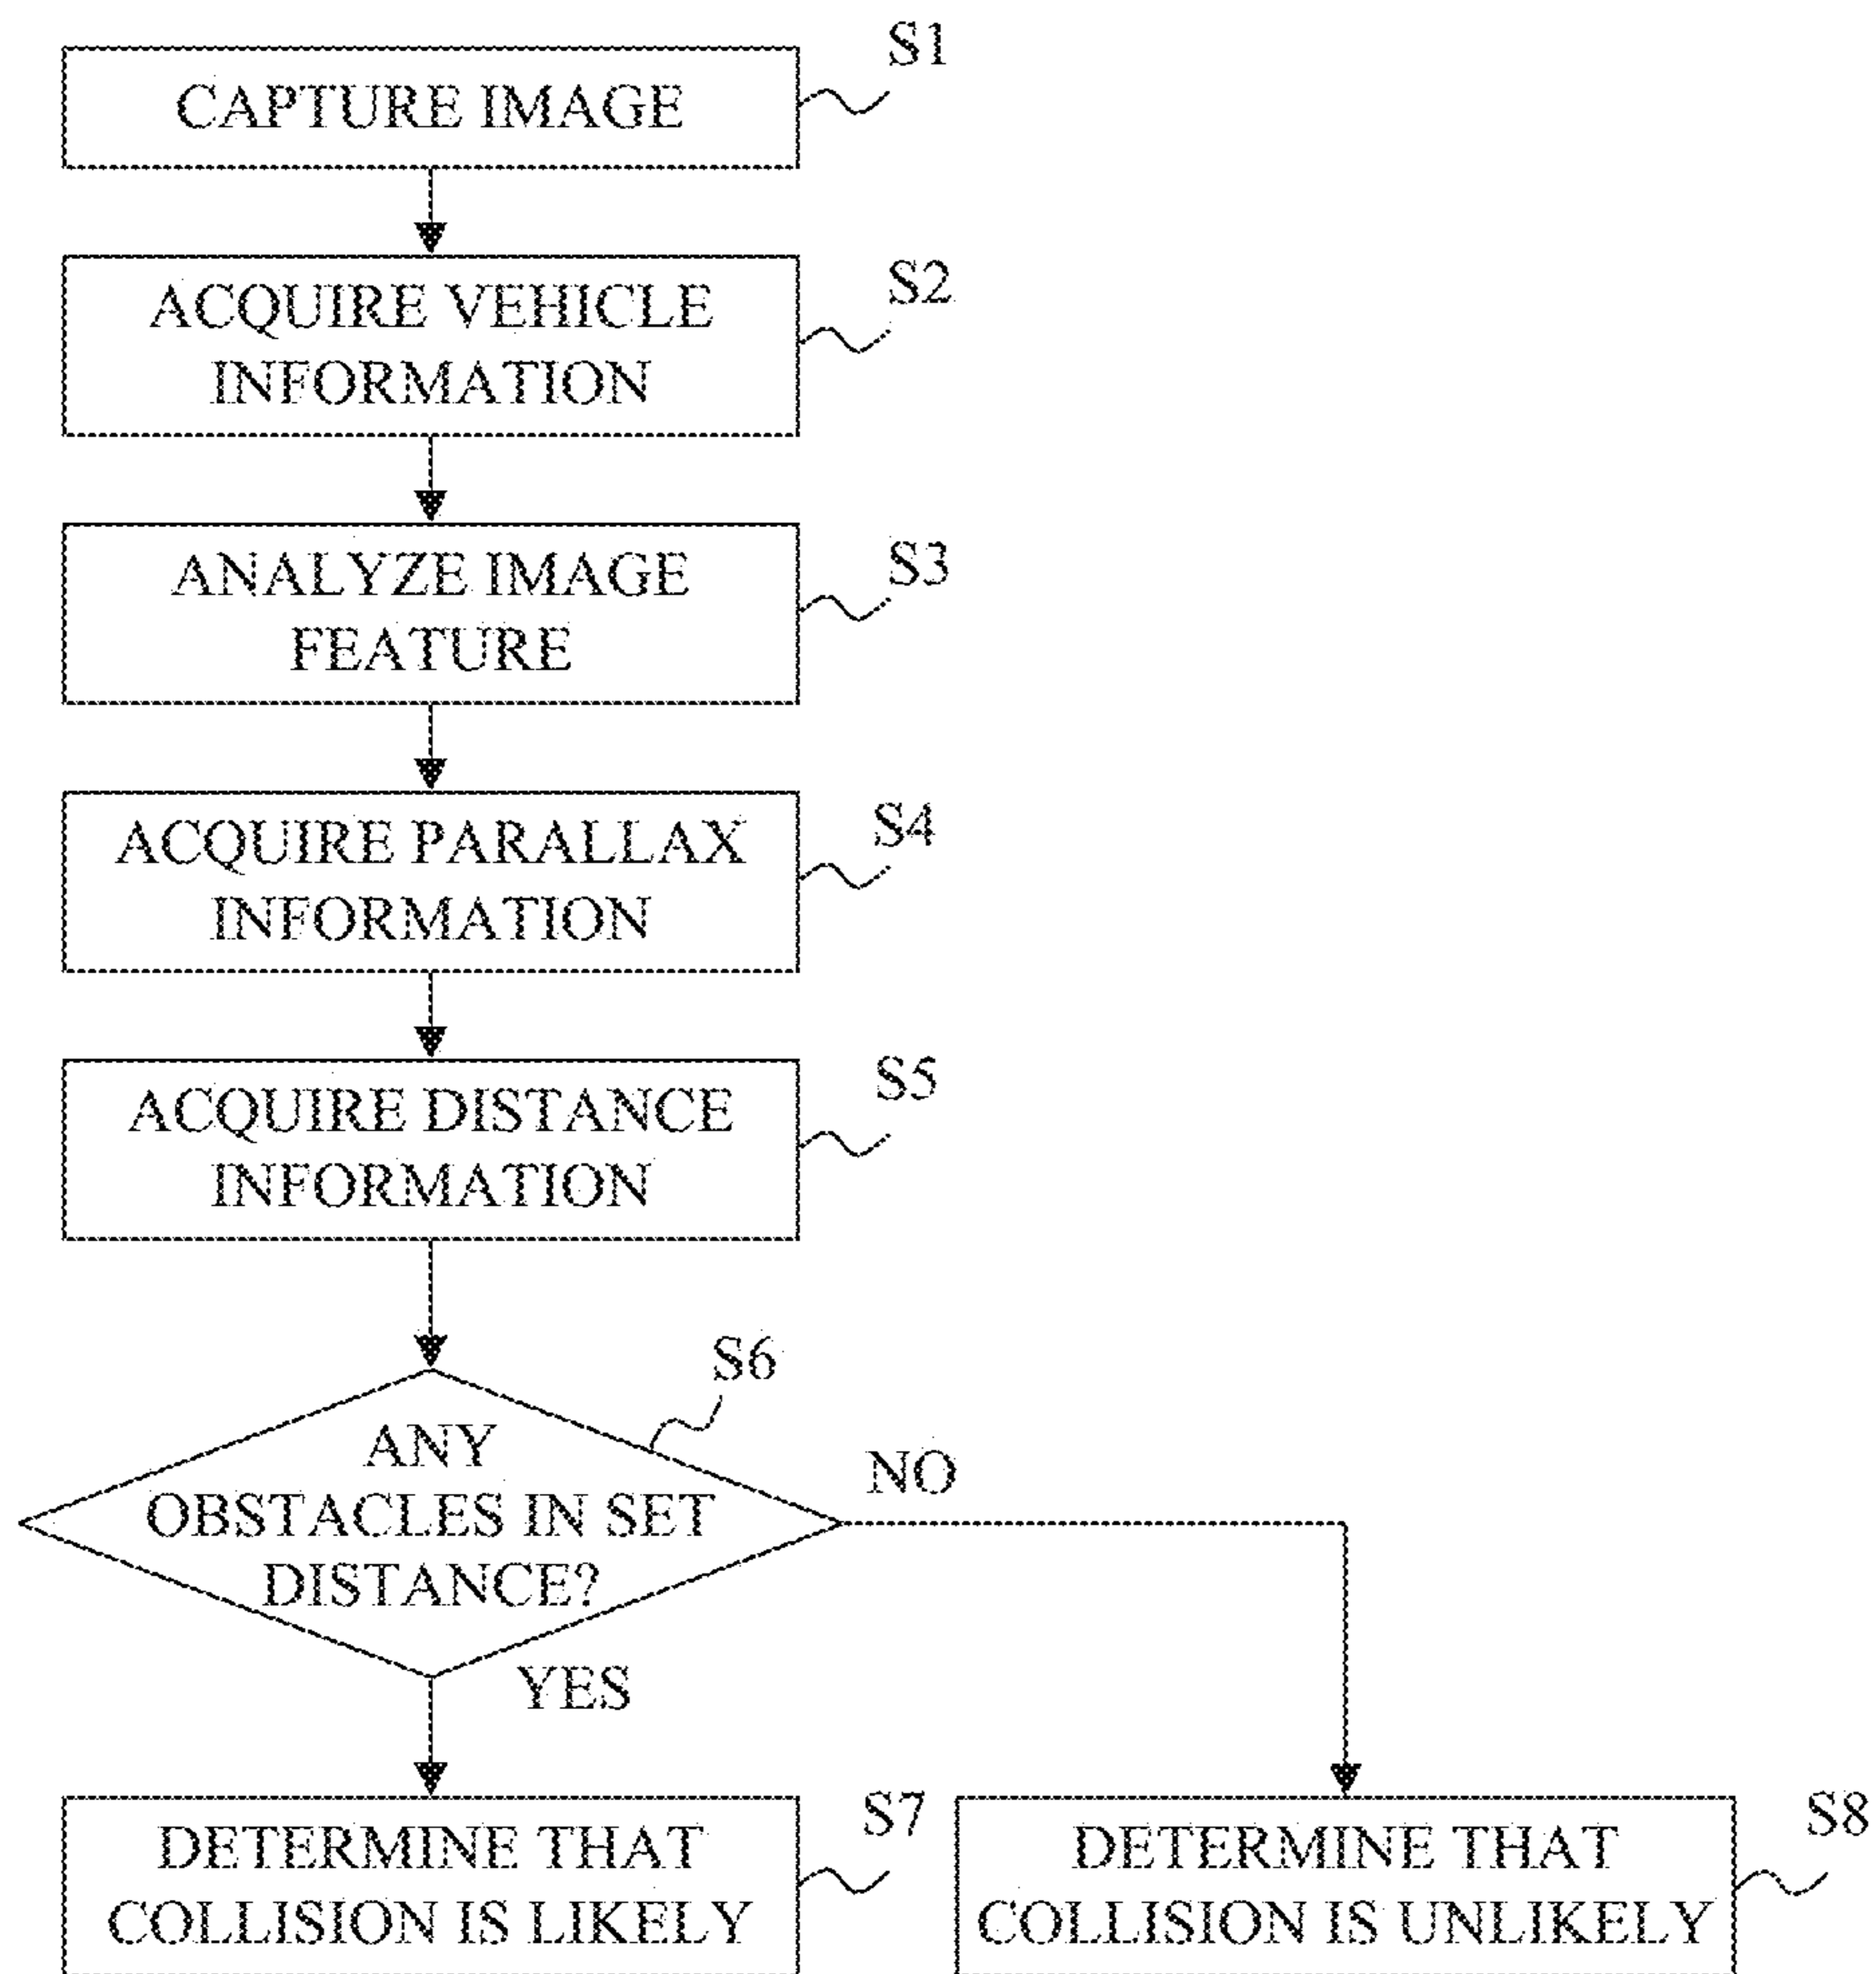 S1
CAPTURE IMAGE
S2
ACQUIRE VEHICLE
INFORMATION
S3
ANALYZE IMAGE
FEATURE
S4
ACQUIRE PARALLAX
INFORMATION
S5
ACQUIRE DISTANCE
INFORMATION
S6
ANY
OBSTACLES IN SET
DISTANCE?
NO
YES
S7
DETERMINE THAT
COLLISION IS LIKELY
S8
DETERMINE THAT
COLLISION IS UNLIKELY